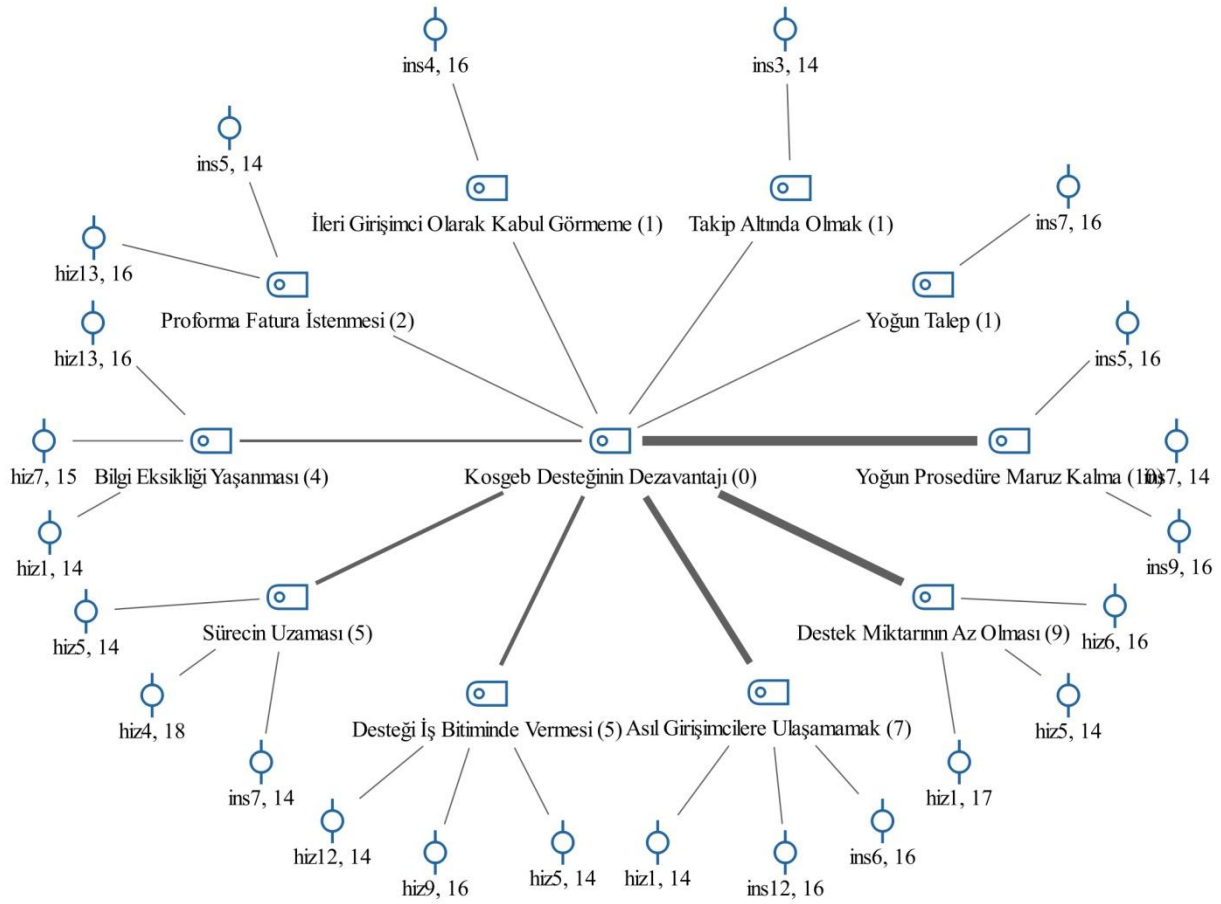 ins4, 16
ins3, 14
ins5, 14
ins7, 16
İleri Girişimci Olarak Kabul Görmeme (1)
Takip Altında Olmak (1)
hiz13, 16
Proforma Fatura İstenmesi (2)
Yoğun Talep (1)
hiz13, 16
ins5, 16
hiz7, 15
Bilgi Eksikliği Yaşanması (4)
Kosgeb Desteğinin Dezavantajı (0)
Yoğun Prosedüre Maruz Kalma (10)
ins7, 14
hiz1, 14
ins9, 16
hiz5, 14
Sürecin Uzaması (5)
Destek Miktarının Az Olması (9)
hiz6, 16
hiz4, 18
Desteği İş Bitiminde Vermesi (5)
Asıl Girişimcilere Ulaşamamak (7)
hiz5, 14
ins7, 14
hiz1, 17
hiz12, 14
hiz9, 16
hiz5, 14
hiz1, 14
ins12, 16
ins6, 16